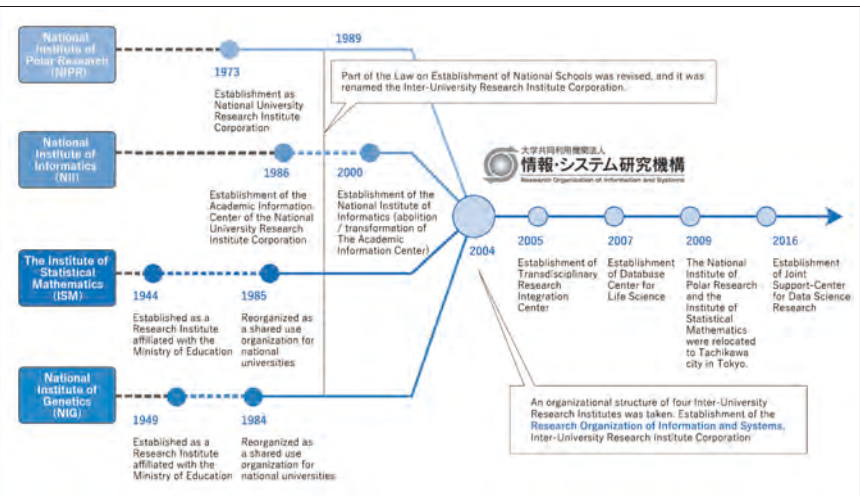 National
Institute of
Polar Research
(NIPR)
1973
Establishment as
National University
Research Institute
Corporation
1989
Part of the Law on Establishment of National Schools was revised, and it was
renamed the Inter-University Research Institute Corporation.
National
Institute of
Informatics
(NII)
1986
Establishment of the
Academic Information
Center of the National
University Research
Institute Corporation
2000
Establishment of the
National Institute of
Informatics (abolition
/ transformation of
The Academic
Information Center)
The Institute of
Statistical
Mathematics
(ISM)
1944
Established as a
Research Institute
affiliated with the
Ministry of Education
1985
Reorganized as
a shared use
organization for
national
universities
National
Institute of
Genetics
(NIG)
1949
Established as a
Research Institute
affiliated with the
Ministry of Education
1984
Reorganized as
a shared use
organization for
national universities
大学共同利用機関法人
情報・システム研究機構
Research Organization of Information and Systems
2004
2005
Establishment of
Transdisciplinary
Research
Integration
Center
2007
Establishment
of Database
Center for
Life Science
2009
The National
Institute of
Polar Research
and the
Institute of
Statistical
Mathematics
were relocated
to Tachikawa
city in Tokyo.
2016
Establishment
of Joint
Support-Center
for Data Science
Research
An organizational structure of four Inter-University
Research Institutes was taken. Establishment of the
Research Organization of Information and Systems,
Inter-University Research Institute Corporation